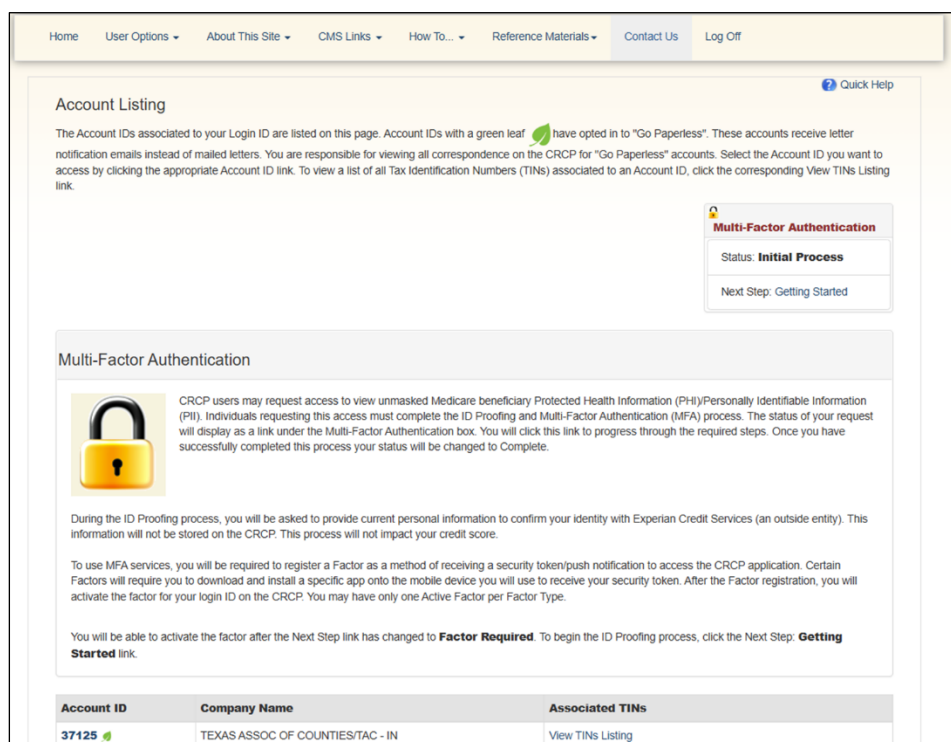 Home User Options About This Site CMS Links How To... Reference Materials Contact Us Log Off
Quick Help
Account Listing
The Account IDs associated to your Login ID are listed on this page. Account IDs with a green leaf have opted in to "Go Paperless". These accounts receive letter
notification emails instead of mailed letters. You are responsible for viewing all correspondence on the CRCP for "Go Paperless" accounts. Select the Account ID you want to
access by clicking the appropriate Account ID link. To view a list of all Tax Identification Numbers (TINs) associated to an Account ID, click the corresponding View TINs Listing
link.
Multi-Factor Authentication
Status: Initial Process
Next Step: Getting Started
Multi-Factor Authentication
CRCP users may request access to view unmasked Medicare beneficiary Protected Health Information (PHI)/Personally Identifiable Information
(PII). Individuals requesting this access must complete the ID Proofing and Multi-Factor Authentication (MFA) process. The status of your request
will display as a link under the Multi-Factor Authentication box. You will click this link to progress through the required steps. Once you have
successfully completed this process your status will be changed to Complete.
During the ID Proofing process, you will be asked to provide current personal information to confirm your identity with Experian Credit Services (an outside entity). This
information will not be stored on the CRCP. This process will not impact your credit score.
To use MFA services, you will be required to register a Factor as a method of receiving a security token/push notification to access the CRCP application. Certain
Factors will require you to download and install a specific app onto the mobile device you will use to receive your security token. After the Factor registration, you will
activate the factor for your login ID on the CRCP. You may have only one Active Factor per Factor Type.
You will be able to activate the factor after the Next Step link has changed to Factor Required. To begin the ID Proofing process, click the Next Step: Getting
Started link.
Account ID Company Name Associated TINs
37125 TEXAS ASSOC OF COUNTIES/TAC - IN View TINs Listing